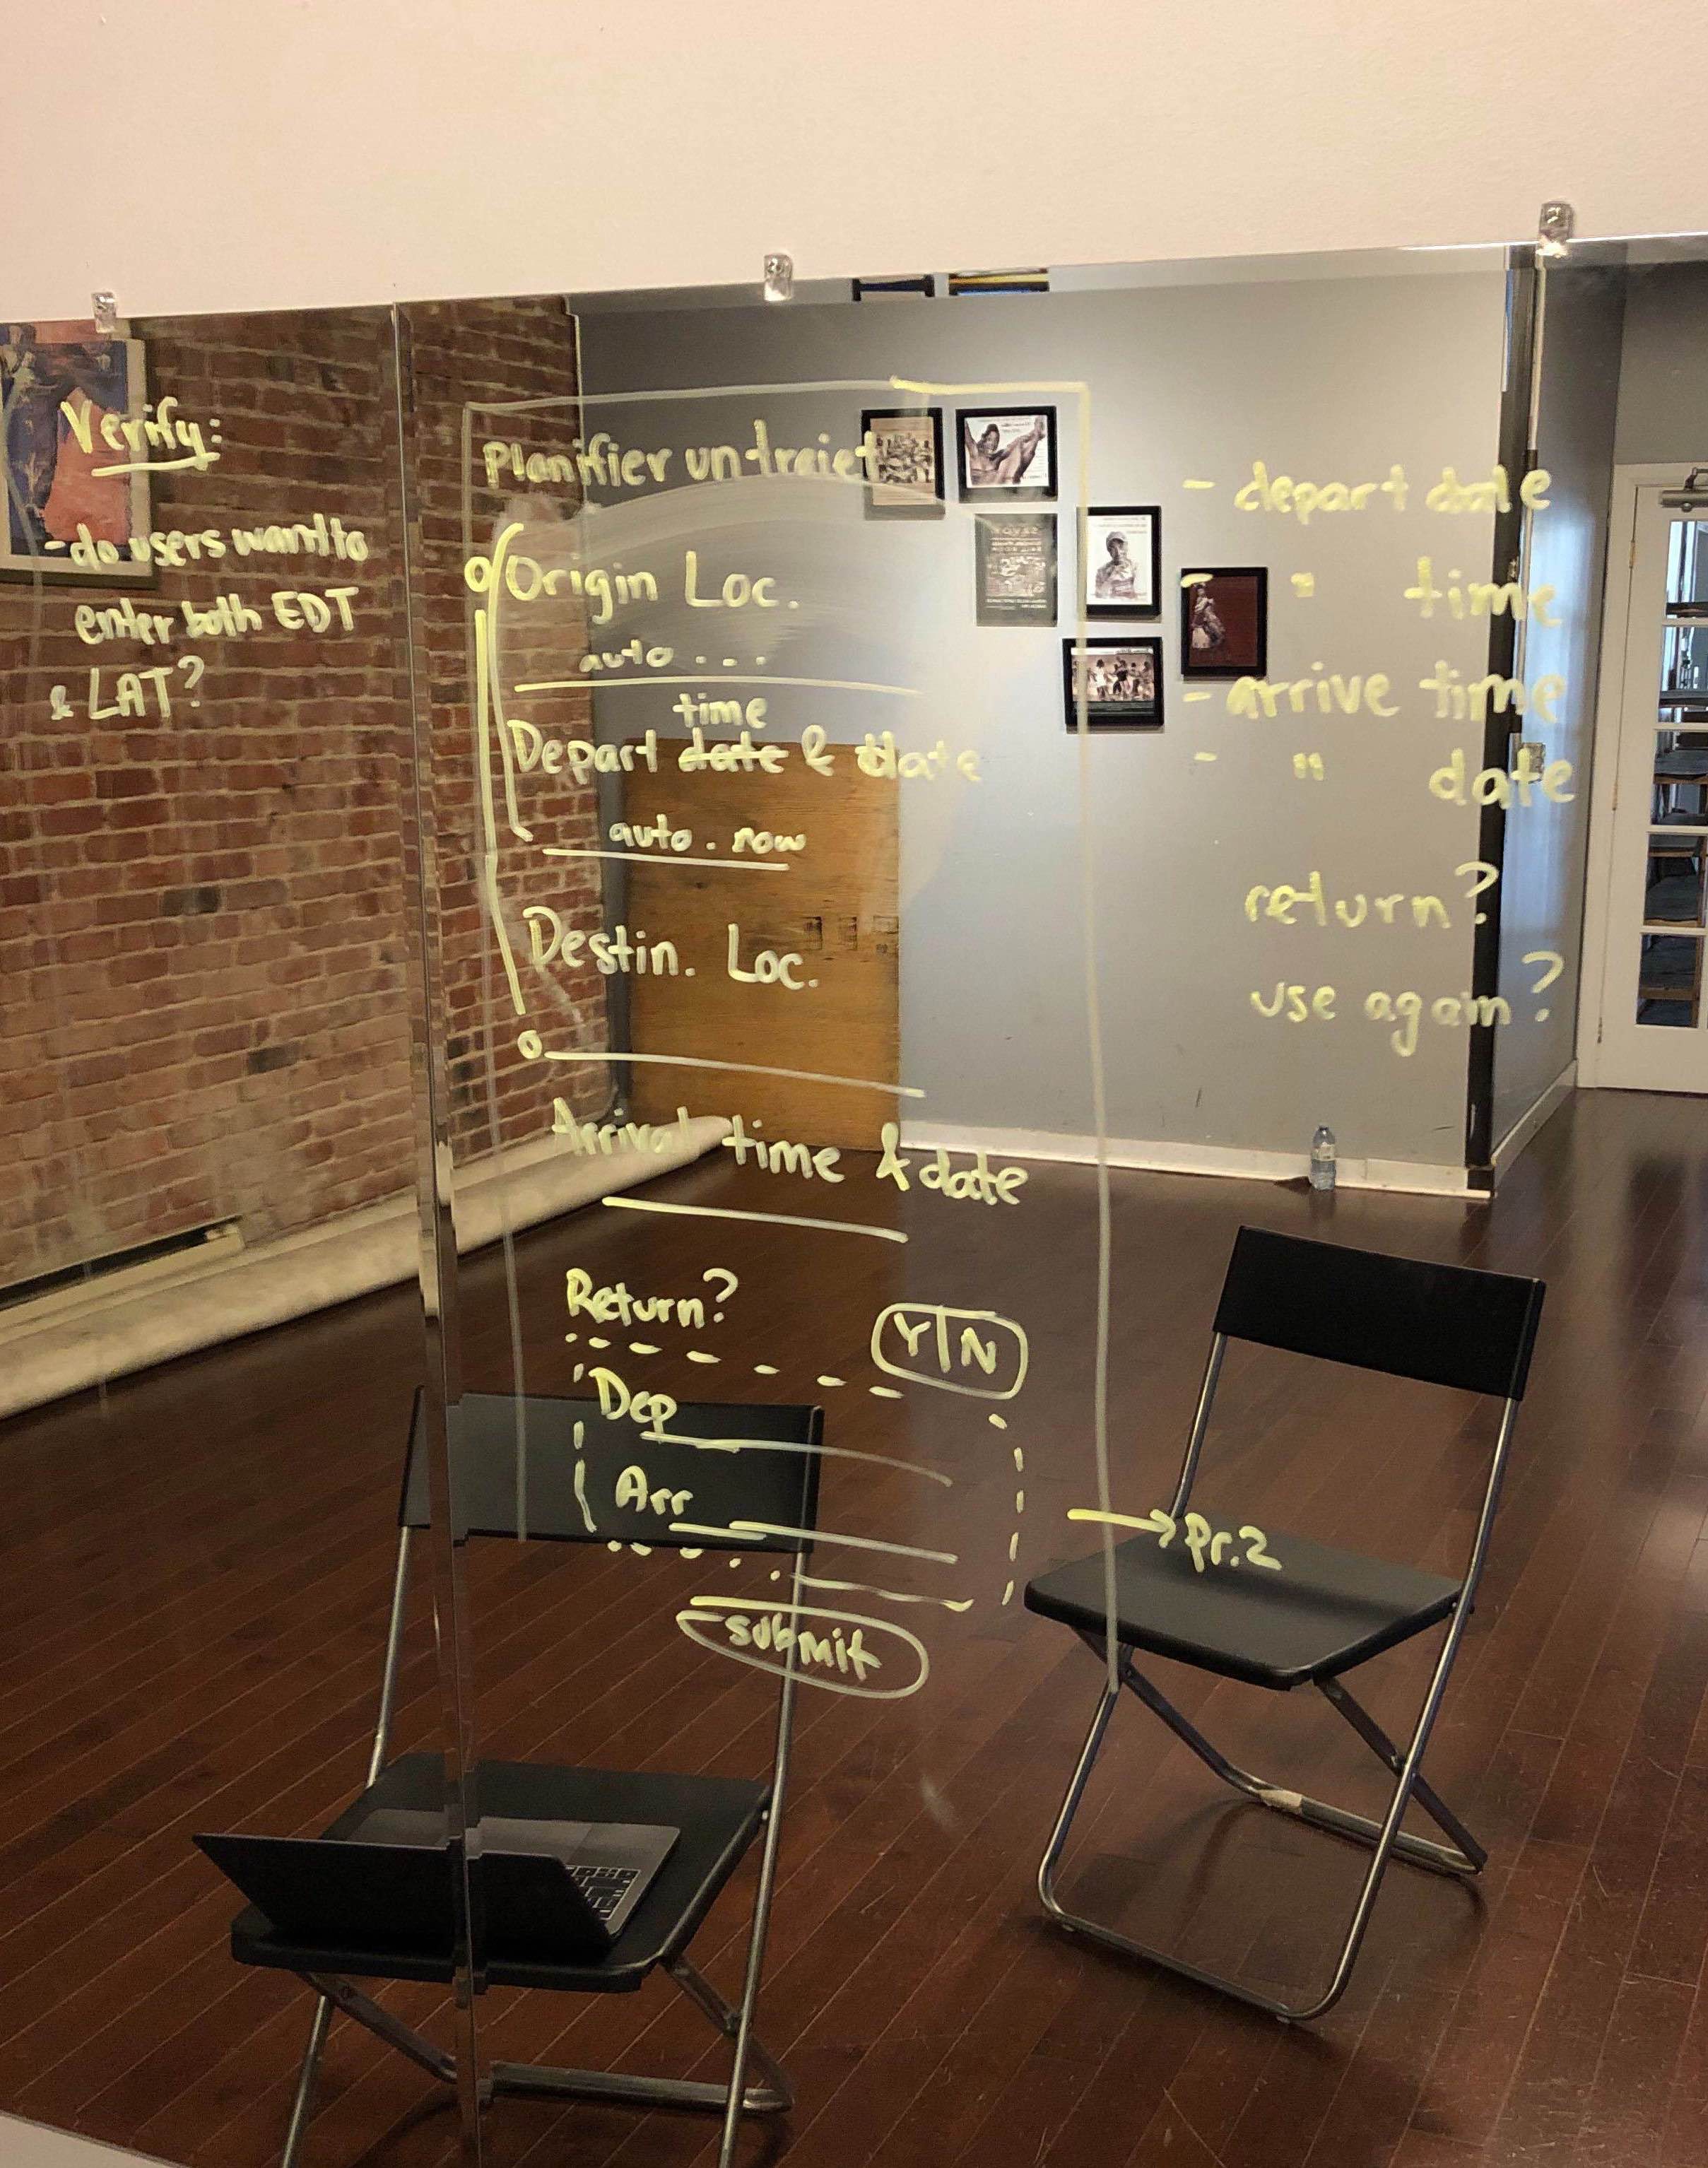 Verify:
- do users want to
enter both EDT
& LAT?
Planifier un trajet
Origin Loc.
auto...
time
Depart date & date
auto. now
Destin. Loc.
Arrival time & date
Return?
Y|N
Dep
Arr
submit
→ Pr.2
- depart date
- " time
- arrive time
- " date
return?
use again?